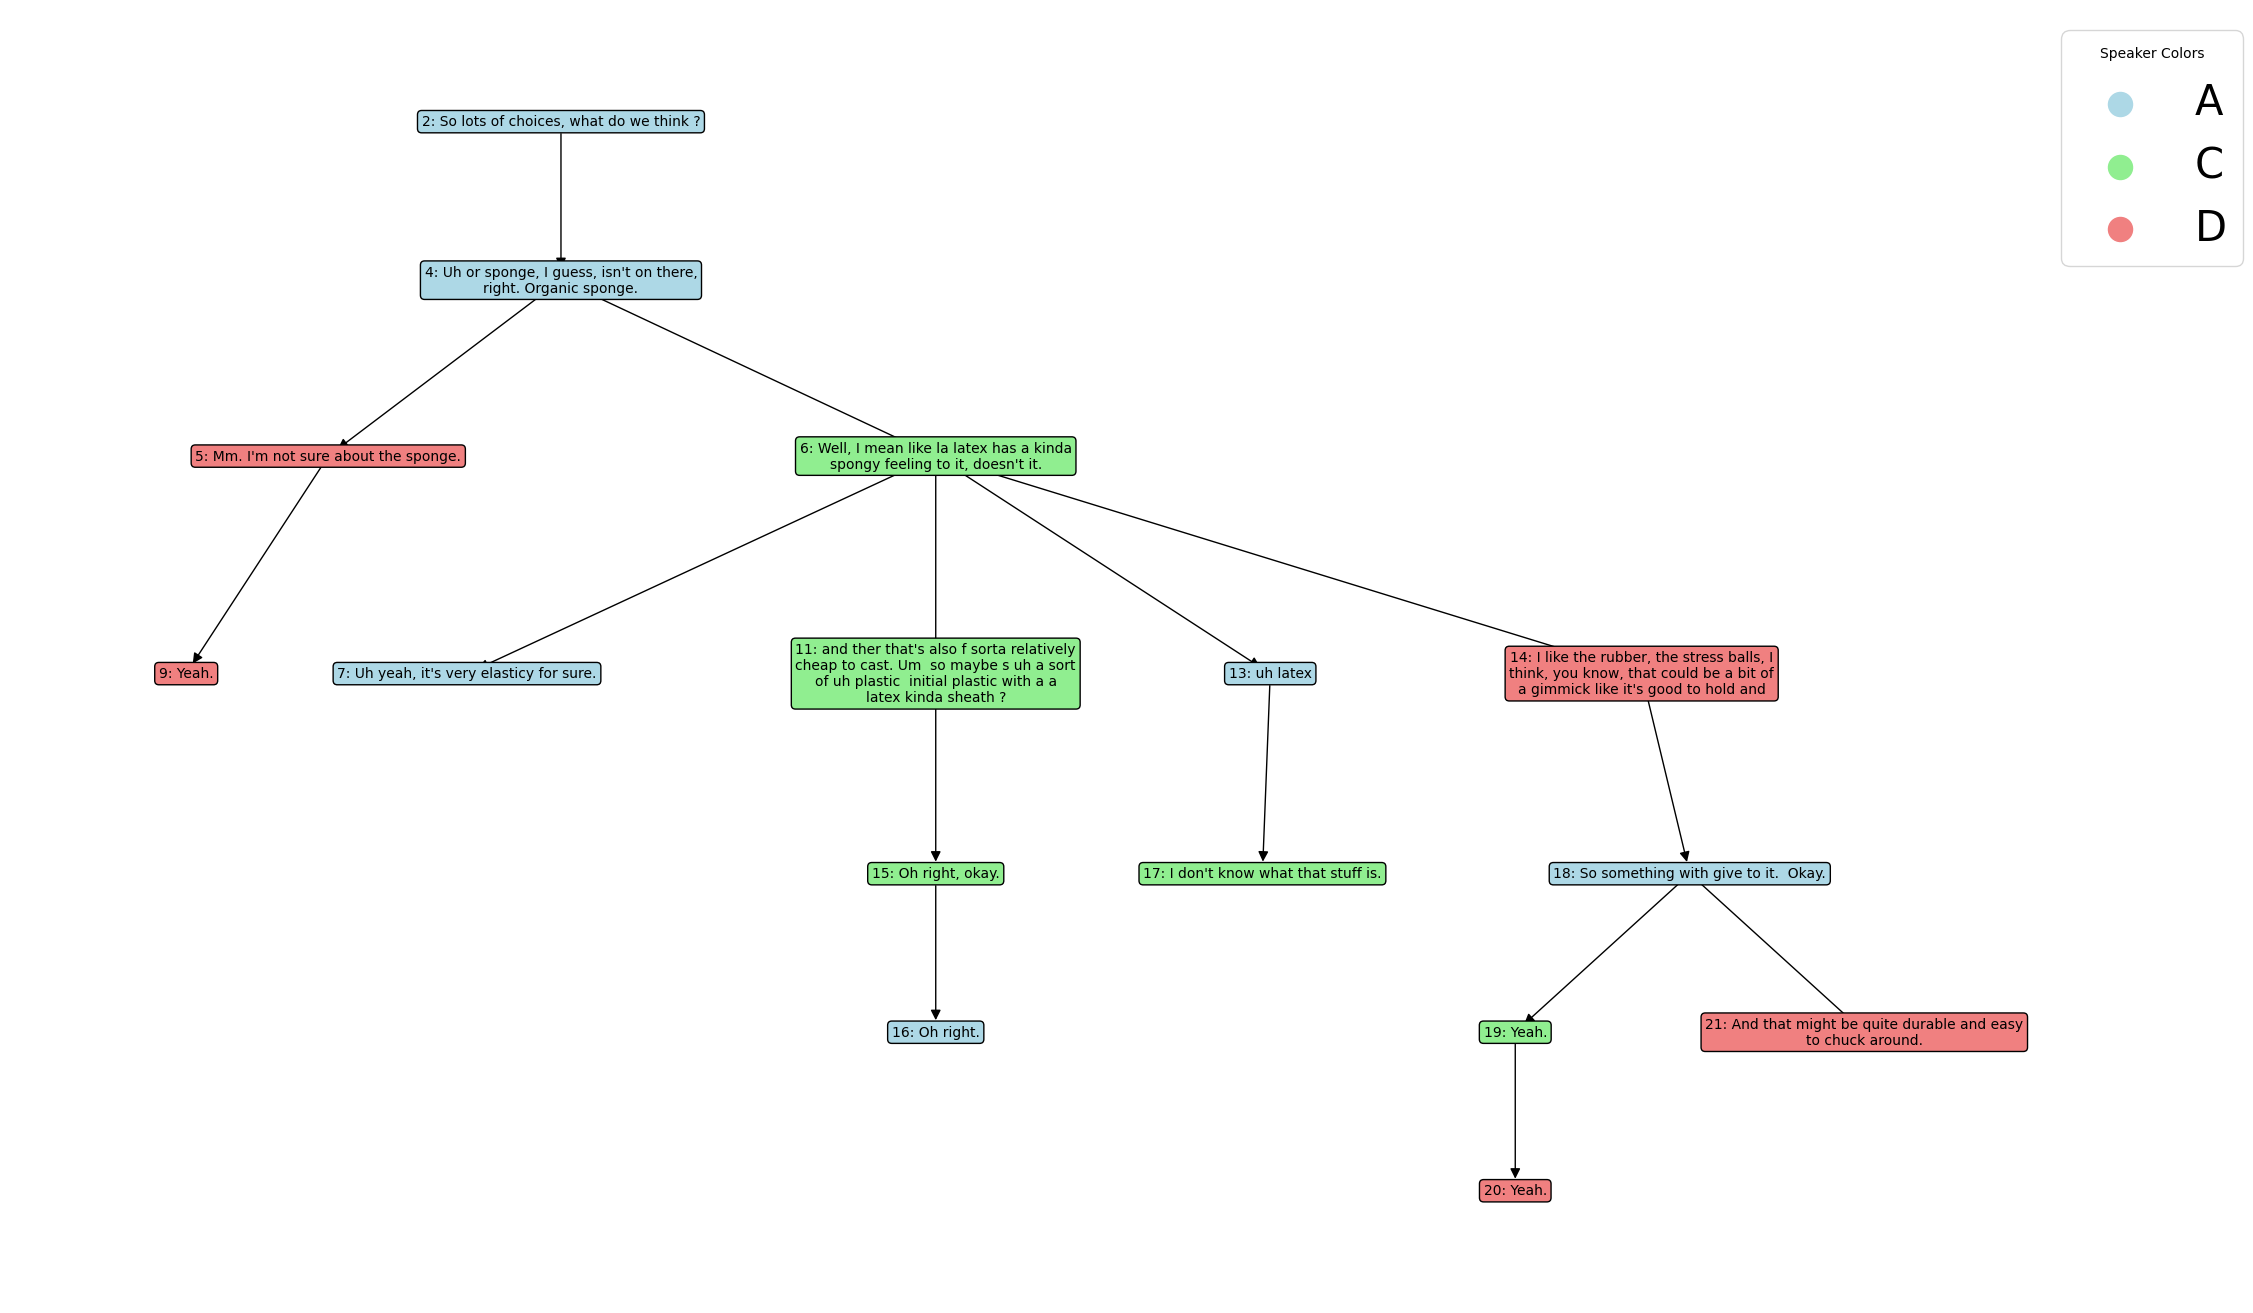 Speaker Colors
A
C
D
2: So lots of choices, what do we think ?
4: Uh or sponge, I guess, isn't on there,
right. Organic sponge.
5: Mm. I'm not sure about the sponge.
6: Well, I mean like la latex has a kinda
spongy feeling to it, doesn't it.
9: Yeah.
7: Uh yeah, it's very elasticy for sure.
11: and ther that's also f sorta relatively
cheap to cast. Um  so maybe s uh a sort
of uh plastic  initial plastic with a a
latex kinda sheath ?
13: uh latex
14: I like the rubber, the stress balls, I
think, you know, that could be a bit of
a gimmick like it's good to hold and
15: Oh right, okay.
17: I don't know what that stuff is.
18: So something with give to it.  Okay.
16: Oh right.
19: Yeah.
21: And that might be quite durable and easy
to chuck around.
20: Yeah.